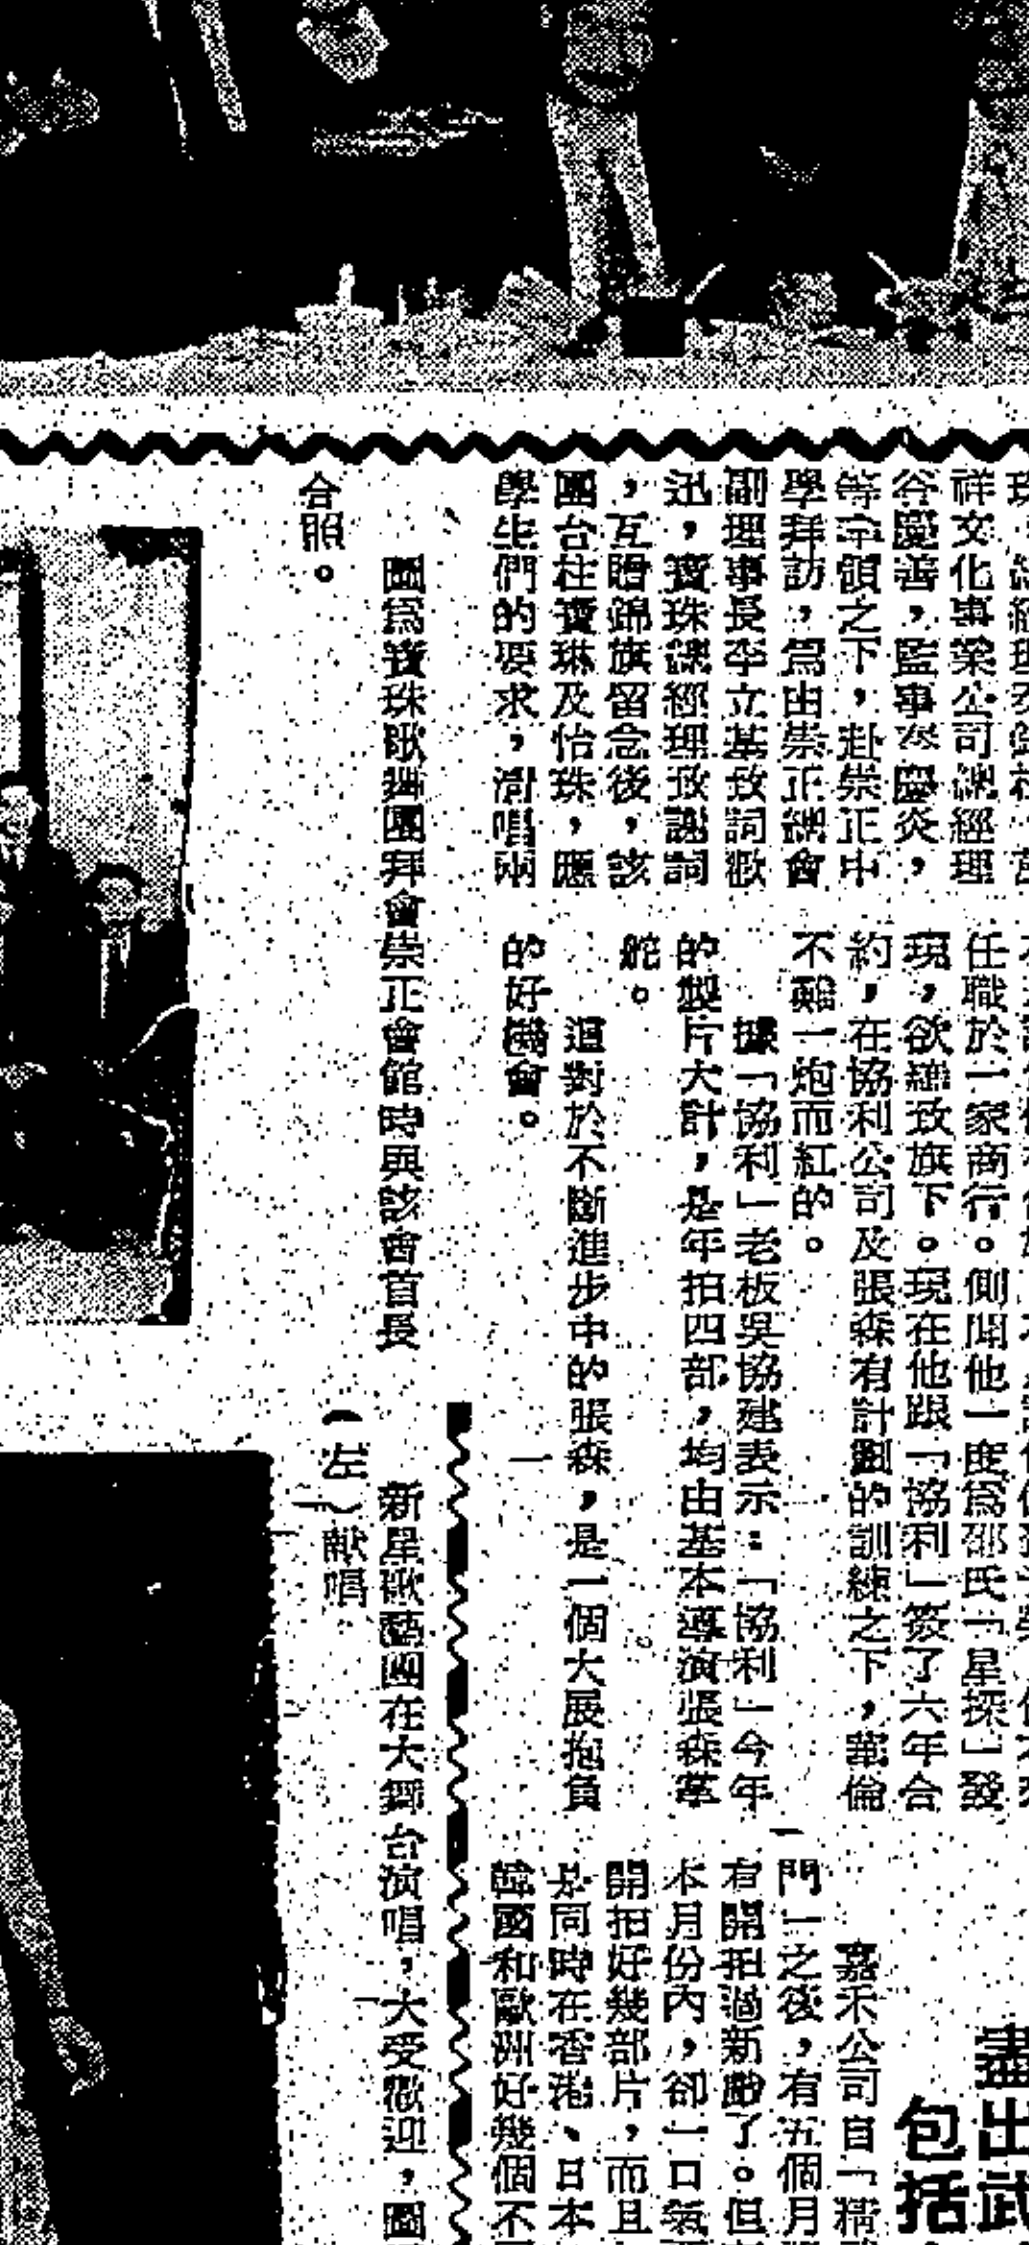 祥文化事業公司總經理
谷慶善，監事巫慶炎，
等率領之下，赴崇正中
學拜訪，當由崇正總會
副理事長李立基致詞歡
迅，寶珠總經理致謝詞
，互贈錦旗留念後，該
團台柱寶琳及怡珠，應
學生們的要求，清唱兩
任職於一家商行。側聞他一度爲邵氏「星探」發
現，欲羅致旗下。現在他跟「協利」簽了六年合
約，在協利公司及張森有計劃的訓練之下，華倫
不難一炮而紅的。
據「協利」老板吳協建表示：「協利」今年
的製片大計，是年拍四部，均由基本導演張森掌
舵。
這對於不斷進步中的張森，是一個大展抱負
的好機會。
盡出武
包括
嘉禾公司自「精
門」之後，有五個月
有開拍過新戲了。但
本月份內，卻一口氣
開拍好幾部片，而且
是同時在香港、日本
韓國和歐洲好幾個不
圖爲寶珠歌舞團拜會崇正會館時與該會首長
合照。
新星歌藝團在大舞台演唱，大受歡迎，圖
（左）獻唱